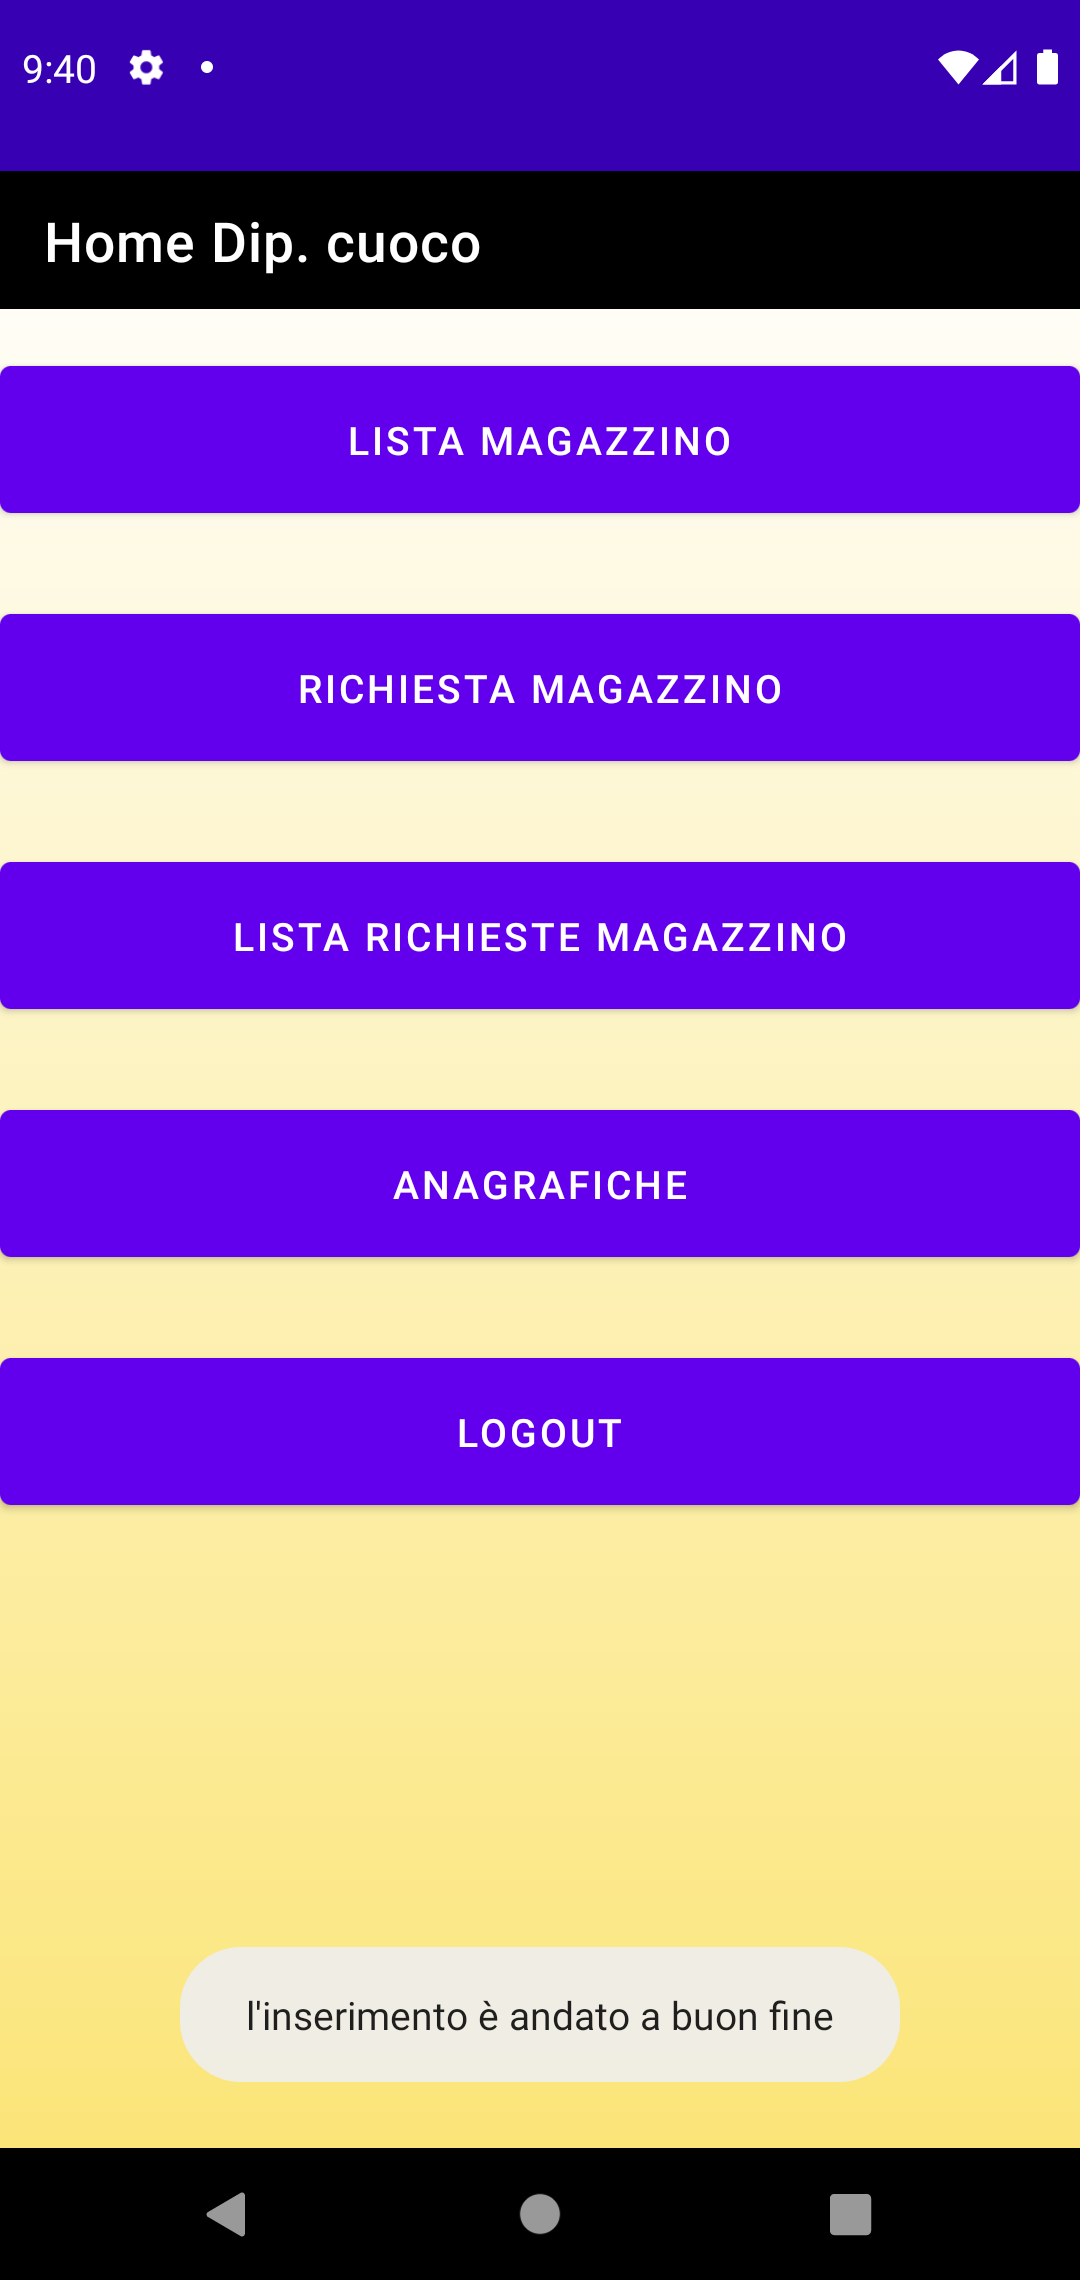 9:40
Home Dip. cuoco
LISTA MAGAZZINO
RICHIESTA MAGAZZINO
LISTA RICHIESTE MAGAZZINO
ANAGRAFICHE
LOGOUT
l'inserimento è andato a buon fine